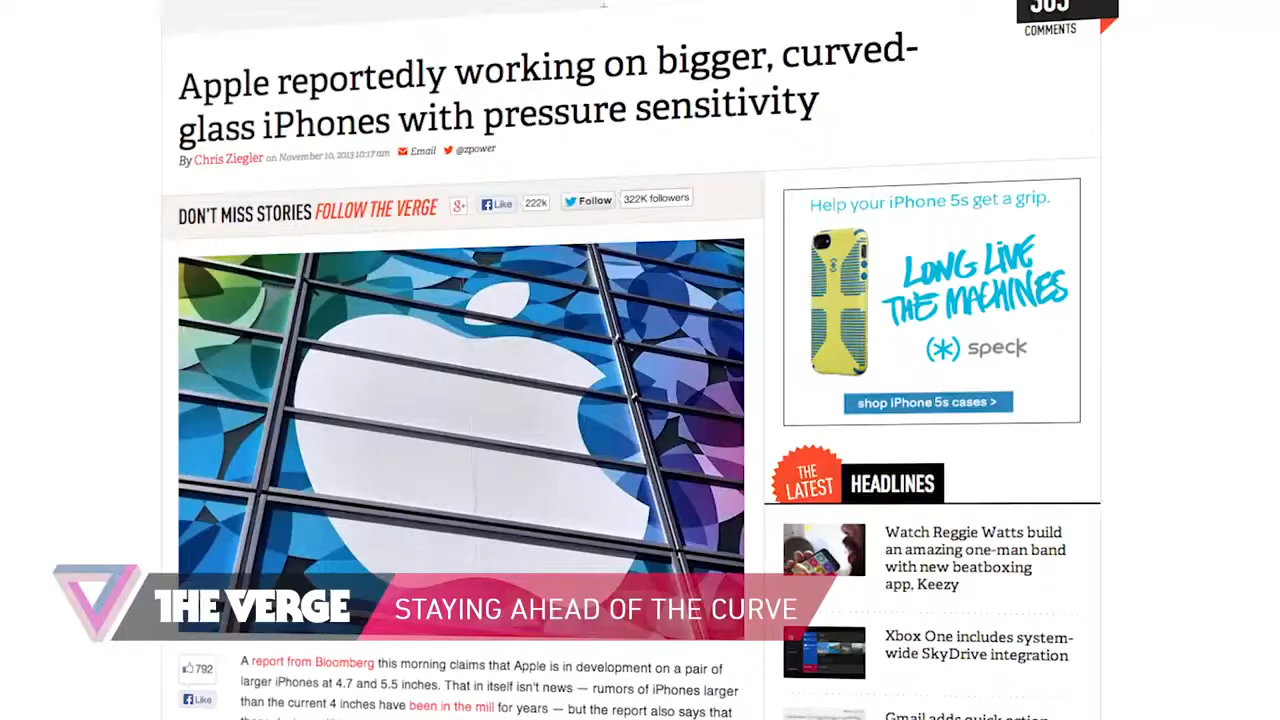 COMMENTS
Apple reportedly working on bigger, curved-
glass iPhones with pressure sensitivity
By Chris Ziegler on November 10, 2013 10:17am Email @zpower
DON'T MISS STORIES FOLLOW THE VERGE
Like 222k Follow 322K followers
Help your iPhone 5s get a grip.
LONG LIVE
THE MACHINES
speck
shop iPhone 5s cases >
THE
LATEST
HEADLINES
Watch Reggie Watts build
an amazing one-man band
with new beatboxing
app, Keezy
Xbox One includes system-
wide SkyDrive integration
THE VERGE STAYING AHEAD OF THE CURVE
792
Like
A report from Bloomberg this morning claims that Apple is in development on a pair of
larger iPhones at 4.7 and 5.5 inches. That in itself isn't news — rumors of iPhones larger
than the current 4 inches have been in the mill for years — but the report also says that
Gmail adds quick action